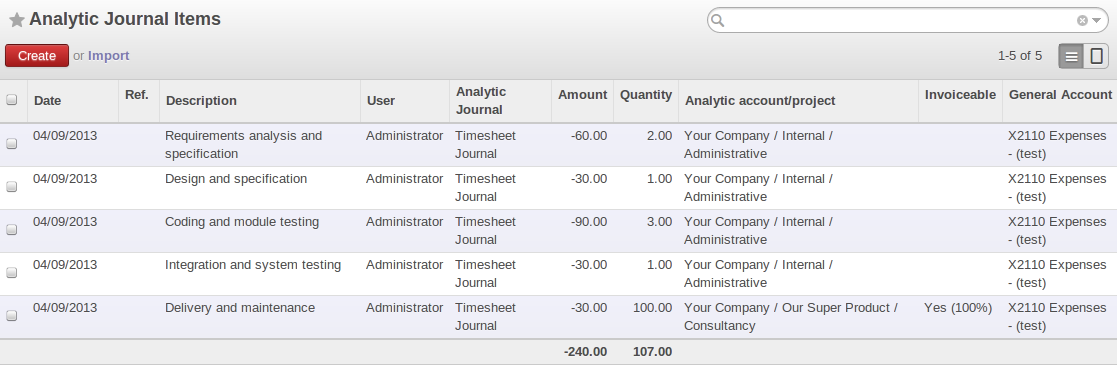 Analytic Journal Items
Create or Import
1-5 of 5
Date Ref. Description User Analytic Journal Amount Quantity Analytic account/project Invoiceable General Account
04/09/2013 Requirements analysis and specification Administrator Timesheet Journal -60.00 2.00 Your Company / Internal / Administrative X2110 Expenses - (test)
04/09/2013 Design and specification Administrator Timesheet Journal -30.00 1.00 Your Company / Internal / Administrative X2110 Expenses - (test)
04/09/2013 Coding and module testing Administrator Timesheet Journal -90.00 3.00 Your Company / Internal / Administrative X2110 Expenses - (test)
04/09/2013 Integration and system testing Administrator Timesheet Journal -30.00 1.00 Your Company / Internal / Administrative X2110 Expenses - (test)
04/09/2013 Delivery and maintenance Administrator Timesheet Journal -30.00 100.00 Your Company / Our Super Product / Consultancy Yes (100%) X2110 Expenses - (test)
-240.00 107.00